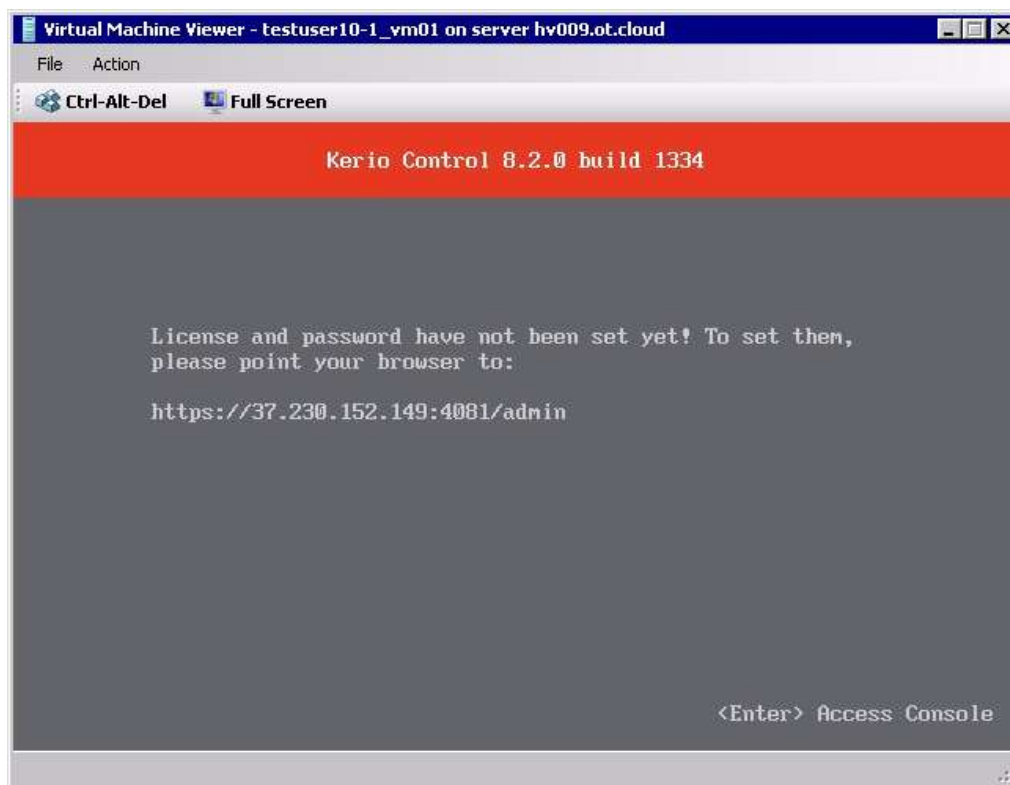 Virtual Machine Viewer - testuser10-1_vm01 on server hv009.ot.cloud
File Action
Ctrl-Alt-Del Full Screen
Kerio Control 8.2.0 build 1334
License and password have not been set yet! To set them,
please point your browser to:
https://37.230.152.149:4081/admin
<Enter> Access Console